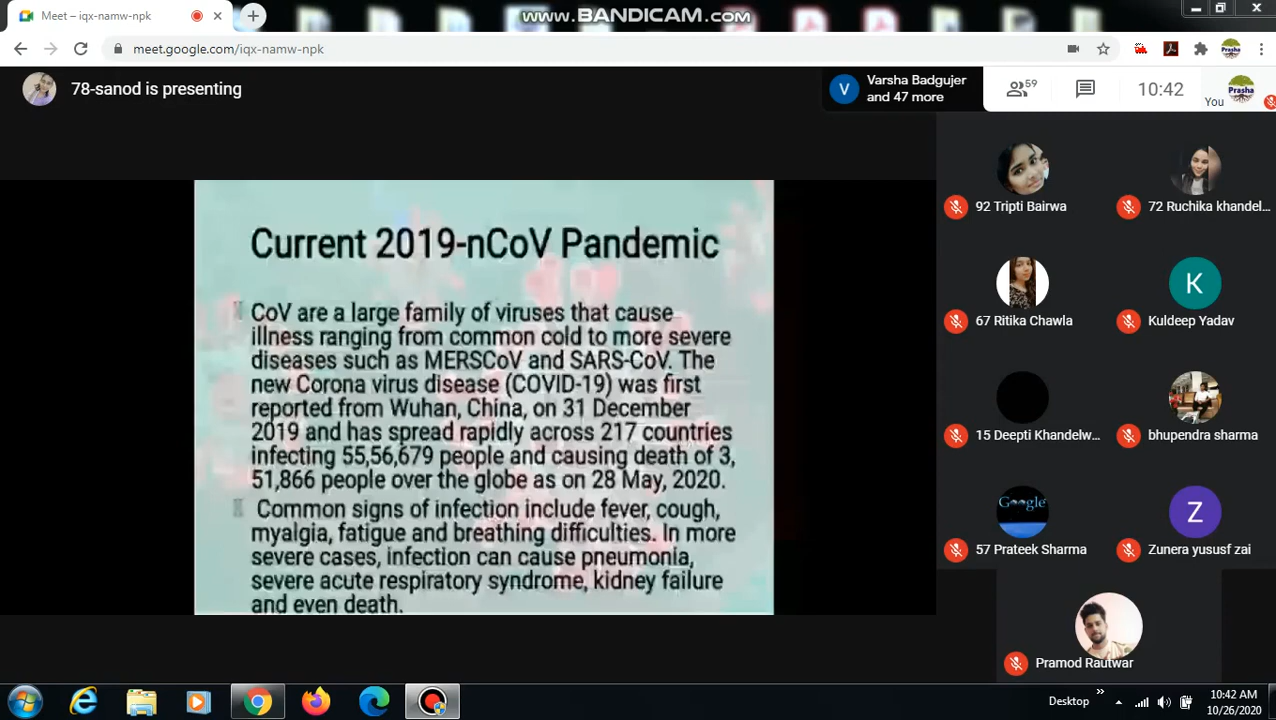 Meet – iqx-namw-npk
www.BANDICAM.com
meet.google.com/iqx-namw-npk
78-sanod is presenting
Varsha Badgujer
and 47 more
59
10:42
You
Prasha
Current 2019-nCoV Pandemic
CoV are a large family of viruses that cause
illness ranging from common cold to more severe
diseases such as MERSCoV and SARS-CoV. The
new Corona virus disease (COVID-19) was first
reported from Wuhan, China, on 31 December
2019 and has spread rapidly across 217 countries
infecting 55,56,679 people and causing death of 3,
51,866 people over the globe as on 28 May, 2020.
Common signs of infection include fever, cough,
myalgia, fatigue and breathing difficulties. In more
severe cases, infection can cause pneumonia,
severe acute respiratory syndrome, kidney failure
and even death.
92 Tripti Bairwa
72 Ruchika khandel...
67 Ritika Chawla
K
Kuldeep Yadav
15 Deepti Khandelw...
bhupendra sharma
Google
57 Prateek Sharma
Z
Zunera yususf zai
Pramod Rautwar
V
Desktop
10:42 AM
10/26/2020